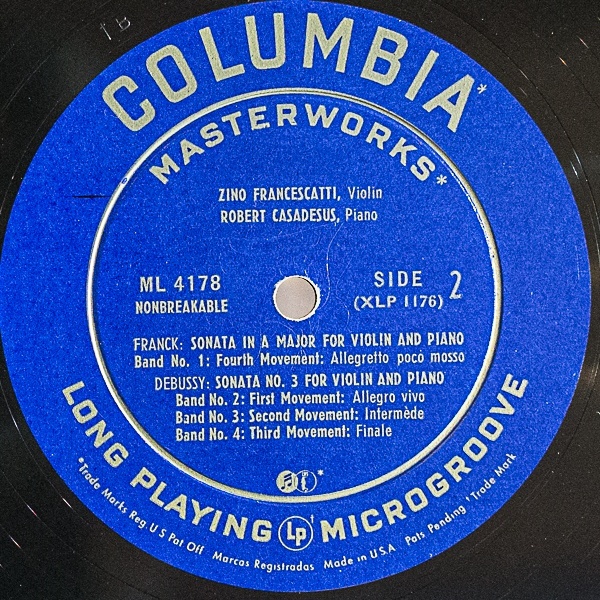 1B
COLUMBIA*
MASTERWORKS*
ZINO FRANCESCATTI, Violin
ROBERT CASADESUS, Piano
ML 4178
NONBREAKABLE
SIDE 2
(XLP 1176)
FRANCK: SONATA IN A MAJOR FOR VIOLIN AND PIANO
Band No. 1: Fourth Movement: Allegretto poco mosso
DEBUSSY: SONATA NO. 3 FOR VIOLIN AND PIANO
Band No. 2: First Movement: Allegro vivo
Band No. 3: Second Movement: Intermède
Band No. 4: Third Movement: Finale
*
LONG PLAYING Lp MICROGROOVE
*Trade Marks Reg. U S Pat Off Marcas Registradas Made in U.S.A Pats Pending 'Trade Mark